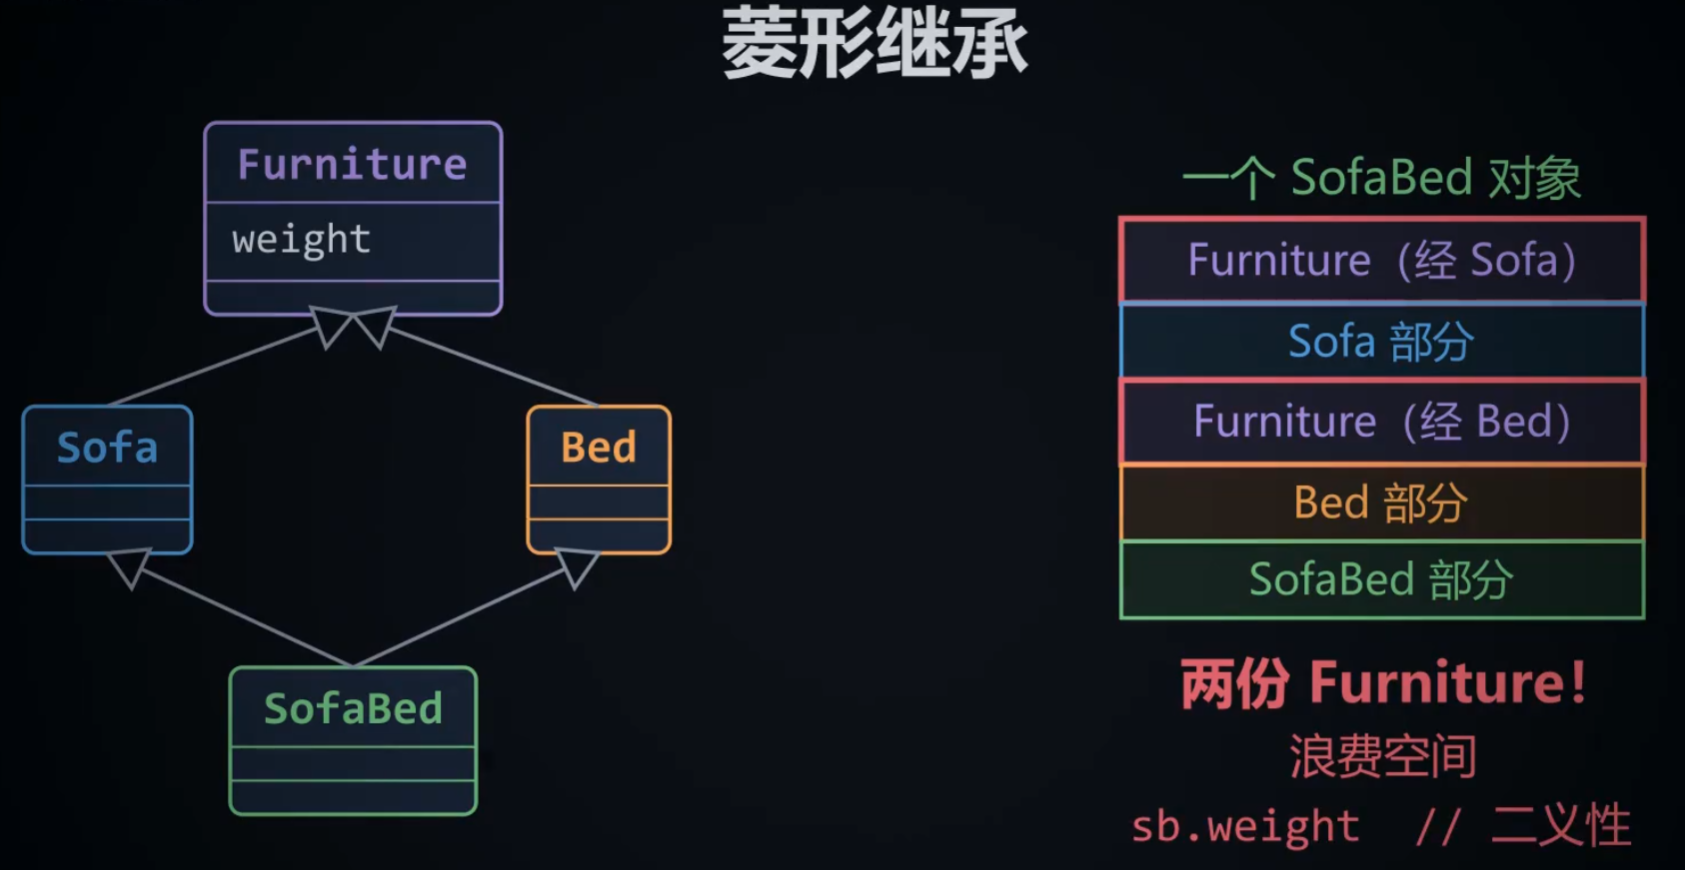 菱形继承
Furniture
weight
Sofa
Bed
SofaBed
一个 SofaBed 对象
Furniture（经 Sofa）
Sofa 部分
Furniture（经 Bed）
Bed 部分
SofaBed 部分
两份 Furniture！
浪费空间
sb.weight  // 二义性